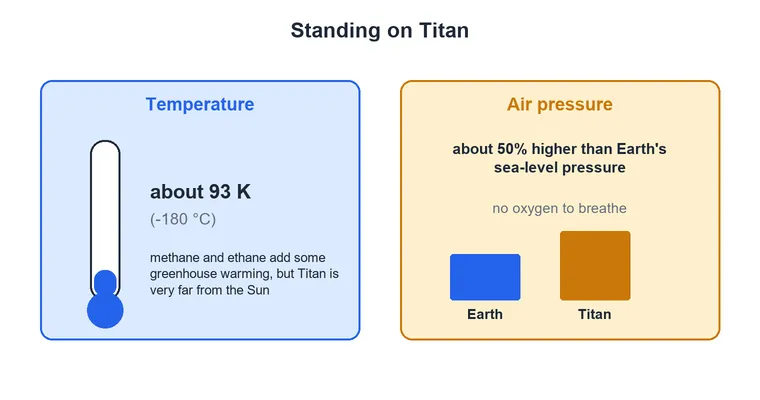 Standing on Titan
Temperature
about 93 K
(-180 °C)
methane and ethane add some
greenhouse warming, but Titan is
very far from the Sun
Air pressure
about 50% higher than Earth's
sea-level pressure
no oxygen to breathe
Earth
Titan